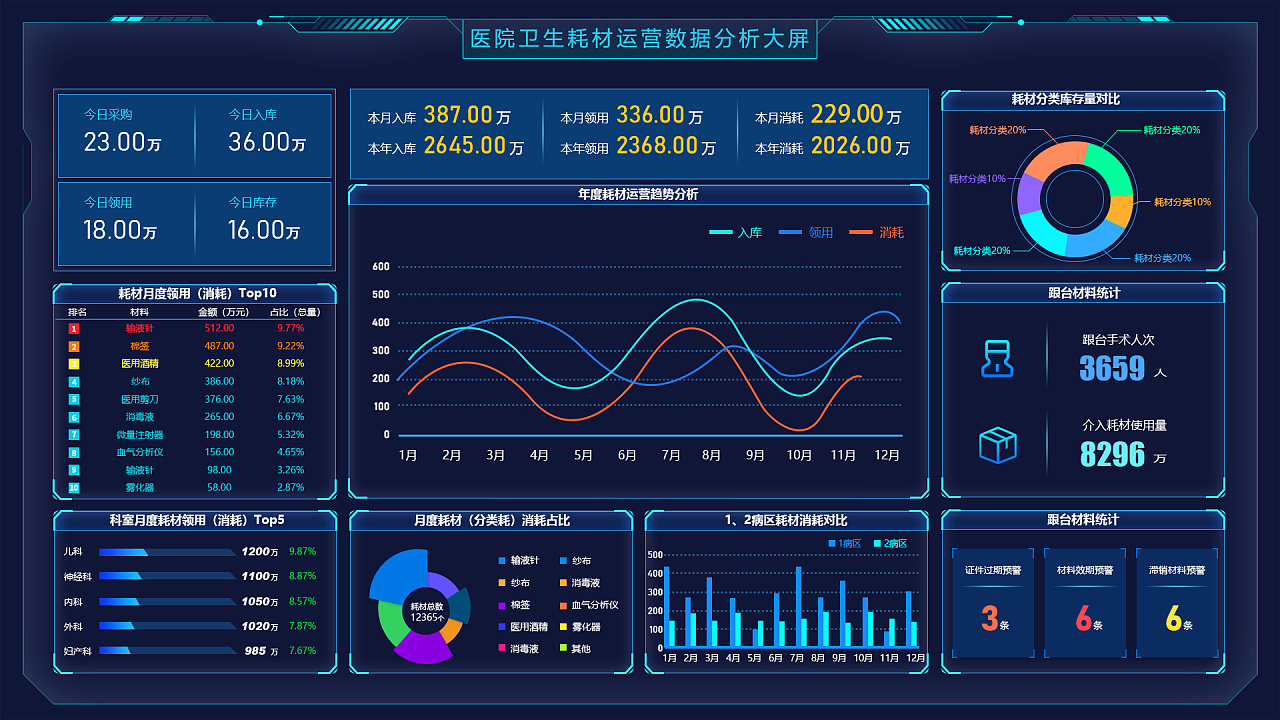 医院卫生耗材运营数据分析大屏
今日采购
23.00万
今日入库
36.00万
今日领用
18.00万
今日库存
16.00万
本月入库 387.00 万
本年入库 2645.00 万
本月领用 336.00 万
本年领用 2368.00 万
本月消耗 229.00 万
本年消耗 2026.00 万
耗材分类库存量对比
耗材分类20%
耗材分类20%
耗材分类10%
耗材分类10%
耗材分类20%
耗材分类20%
年度耗材运营趋势分析
入库 领用 消耗
600
500
400
300
200
100
0
1月 2月 3月 4月 5月 6月 7月 8月 9月 10月 11月 12月
耗材月度领用（消耗）Top10
排名 材料 金额（万元） 占比（总量）
1 输液针 512.00 9.77%
2 棉签 487.00 9.22%
3 医用酒精 422.00 8.99%
4 纱布 386.00 8.18%
5 医用剪刀 376.00 7.63%
6 消毒液 265.00 6.67%
7 微量注射器 198.00 5.32%
8 血气分析仪 156.00 4.65%
9 输液针 98.00 3.26%
10 雾化器 58.00 2.87%
跟台材料统计
跟台手术人次
3659 人
介入耗材使用量
8296 万
科室月度耗材领用（消耗）Top5
儿科 1200万 9.87%
神经科 1100万 8.87%
内科 1050万 8.57%
外科 1020万 7.87%
妇产科 985 万 7.67%
月度耗材（分类耗）消耗占比
耗材总数
12365个
输液针 纱布
纱布 消毒液
棉签 血气分析仪
医用酒精 雾化器
消毒液 其他
1、2病区耗材消耗对比
1病区 2病区
500
400
300
200
100
0
1月 2月 3月 4月 5月 6月 7月 8月 9月 10月 11月 12月
跟台材料统计
证件过期预警
3条
材料效期预警
6条
滞销材料预警
6条